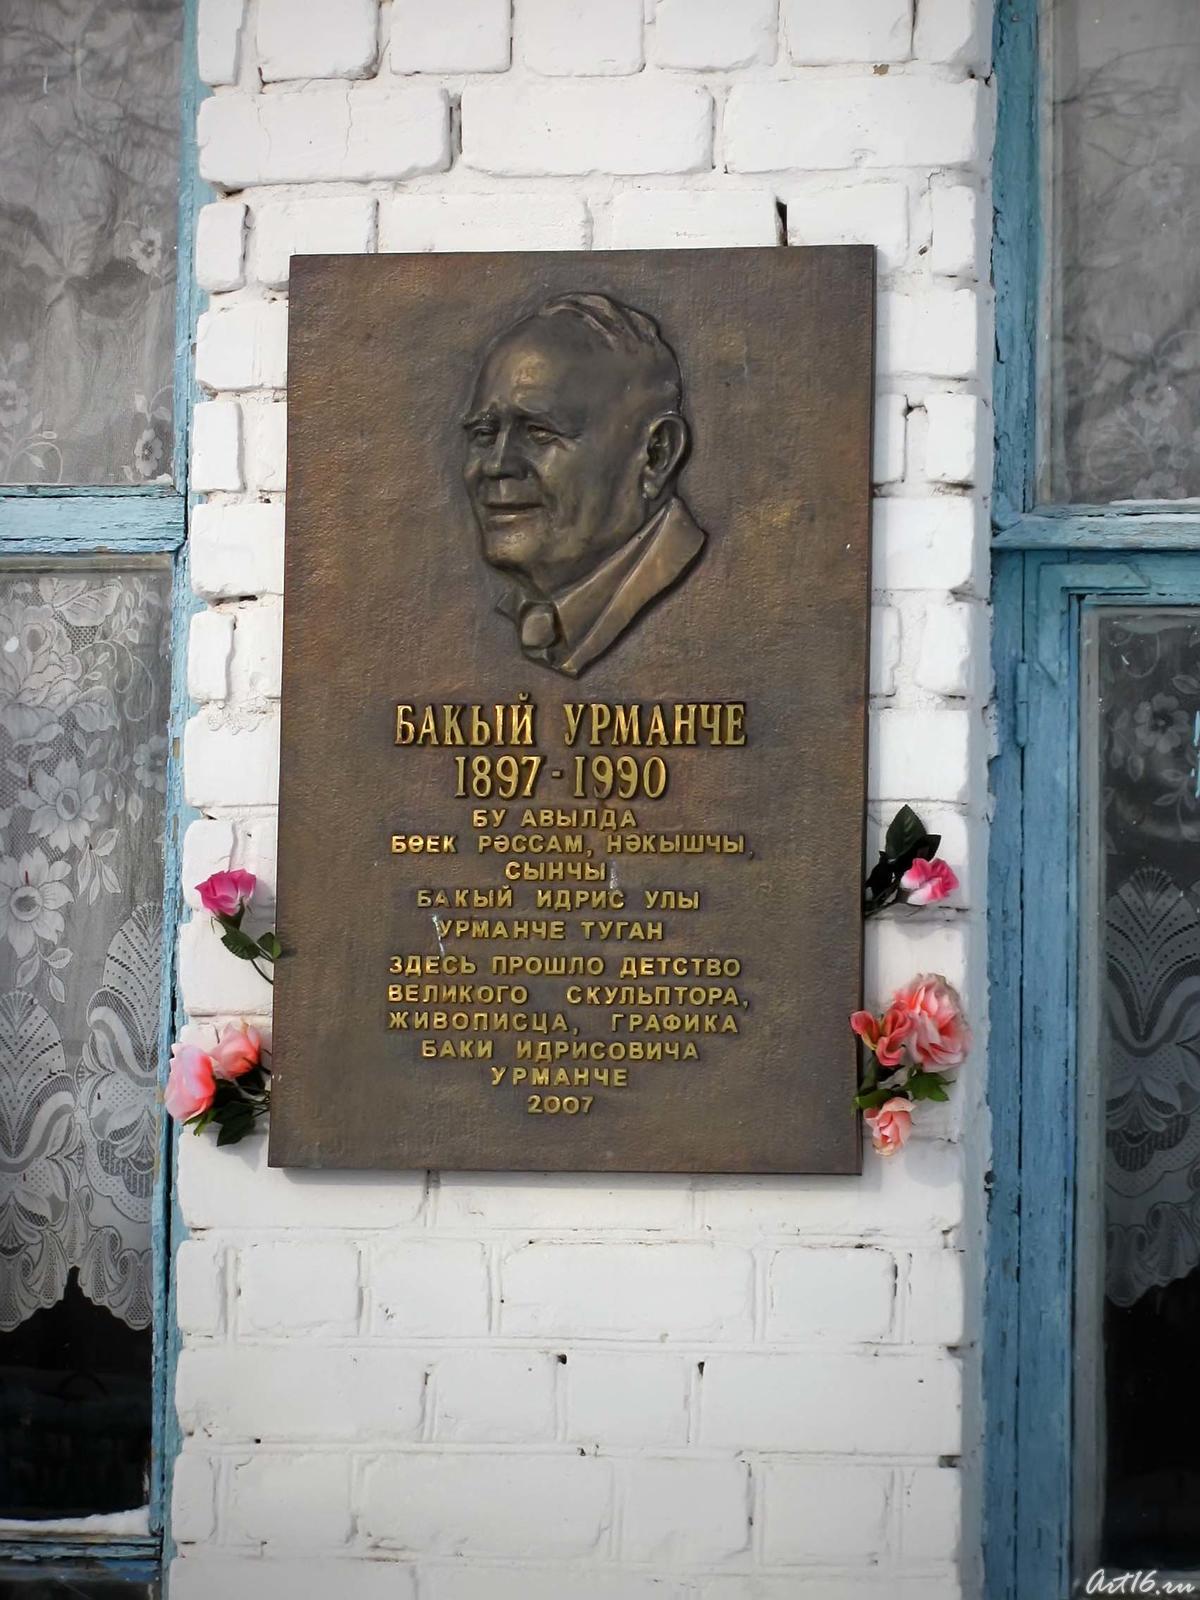 БАКЫЙ УРМАНЧЕ
1897-1990
БУ АВЫЛДА
БӨЕК РӘССАМ, НӘКЫШЧЫ,
СЫНЧЫ
БАКЫЙ ИДРИС УЛЫ
УРМАНЧЕ ТУГАН
ЗДЕСЬ ПРОШЛО ДЕТСТВО
ВЕЛИКОГО СКУЛЬПТОРА,
ЖИВОПИСЦА, ГРАФИКА
БАКИ ИДРИСОВИЧА
УРМАНЧЕ
2007
Art16.ru